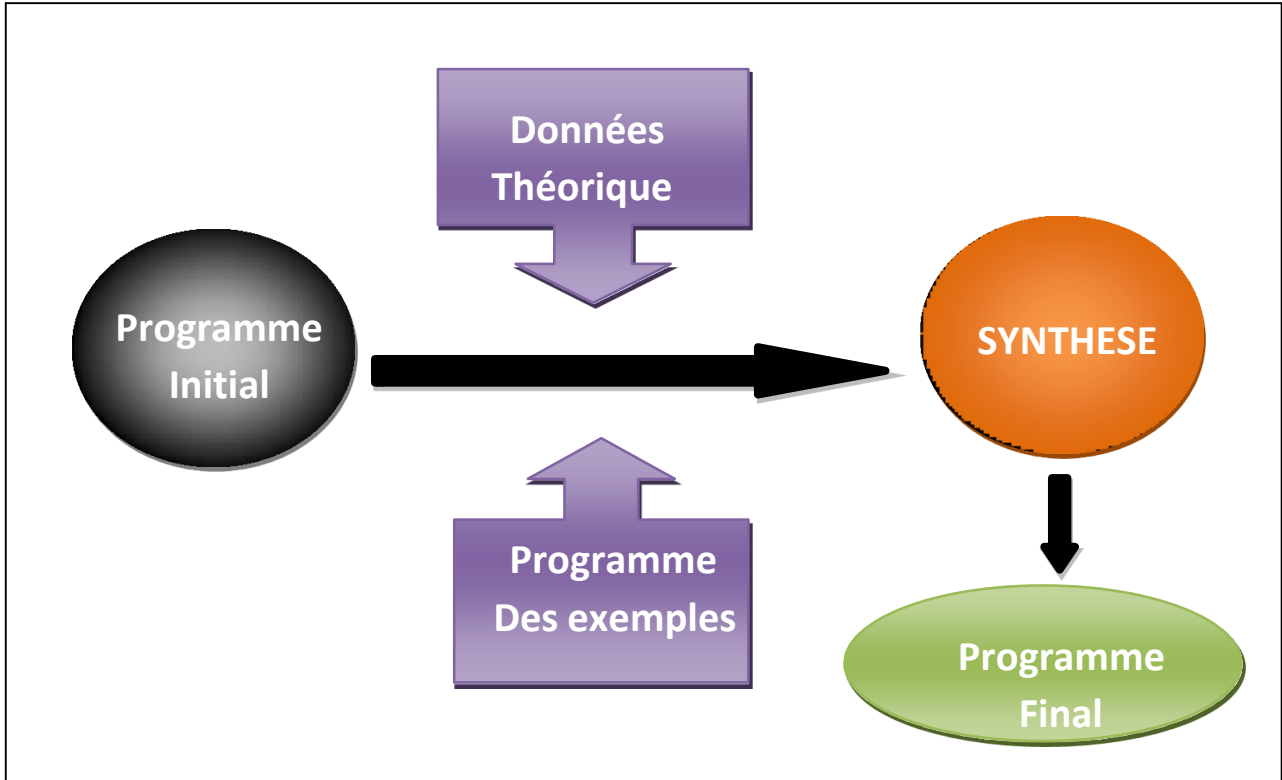 Données
Théorique
Programme
Initial
SYNTHESE
Programme
Des exemples
Programme
Final